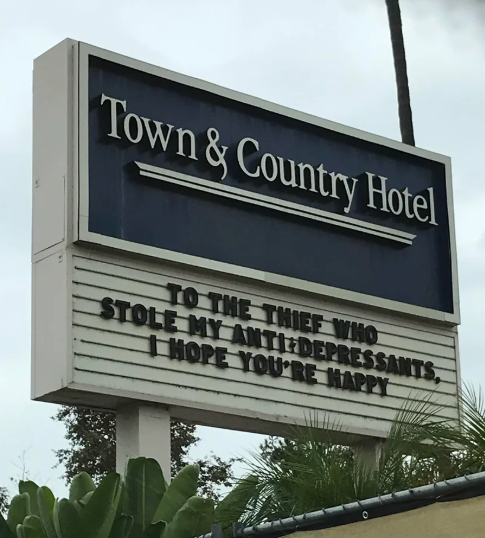 Town & Country Hotel
TO THE THIEF WHO
STOLE MY ANTI-DEPRESSANTS,
I HOPE YOU'RE HAPPY